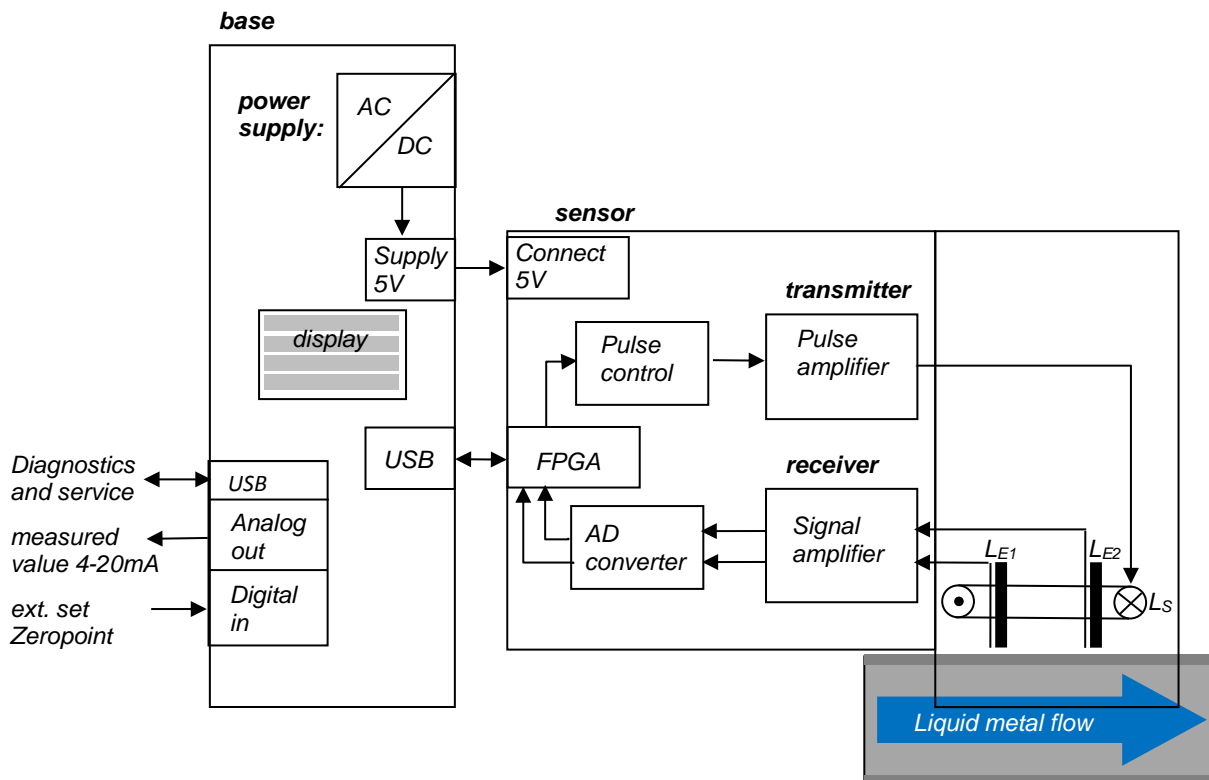 base
power
supply:
AC
DC
Supply
5V
display
USB
Diagnostics
and service
USB
measured
value 4-20mA
Analog
out
ext. set
Zeropoint
Digital
in
sensor
Connect
5V
transmitter
Pulse
control
Pulse
amplifier
FPGA
receiver
AD
converter
Signal
amplifier
LE1
LE2
LS
Liquid metal flow